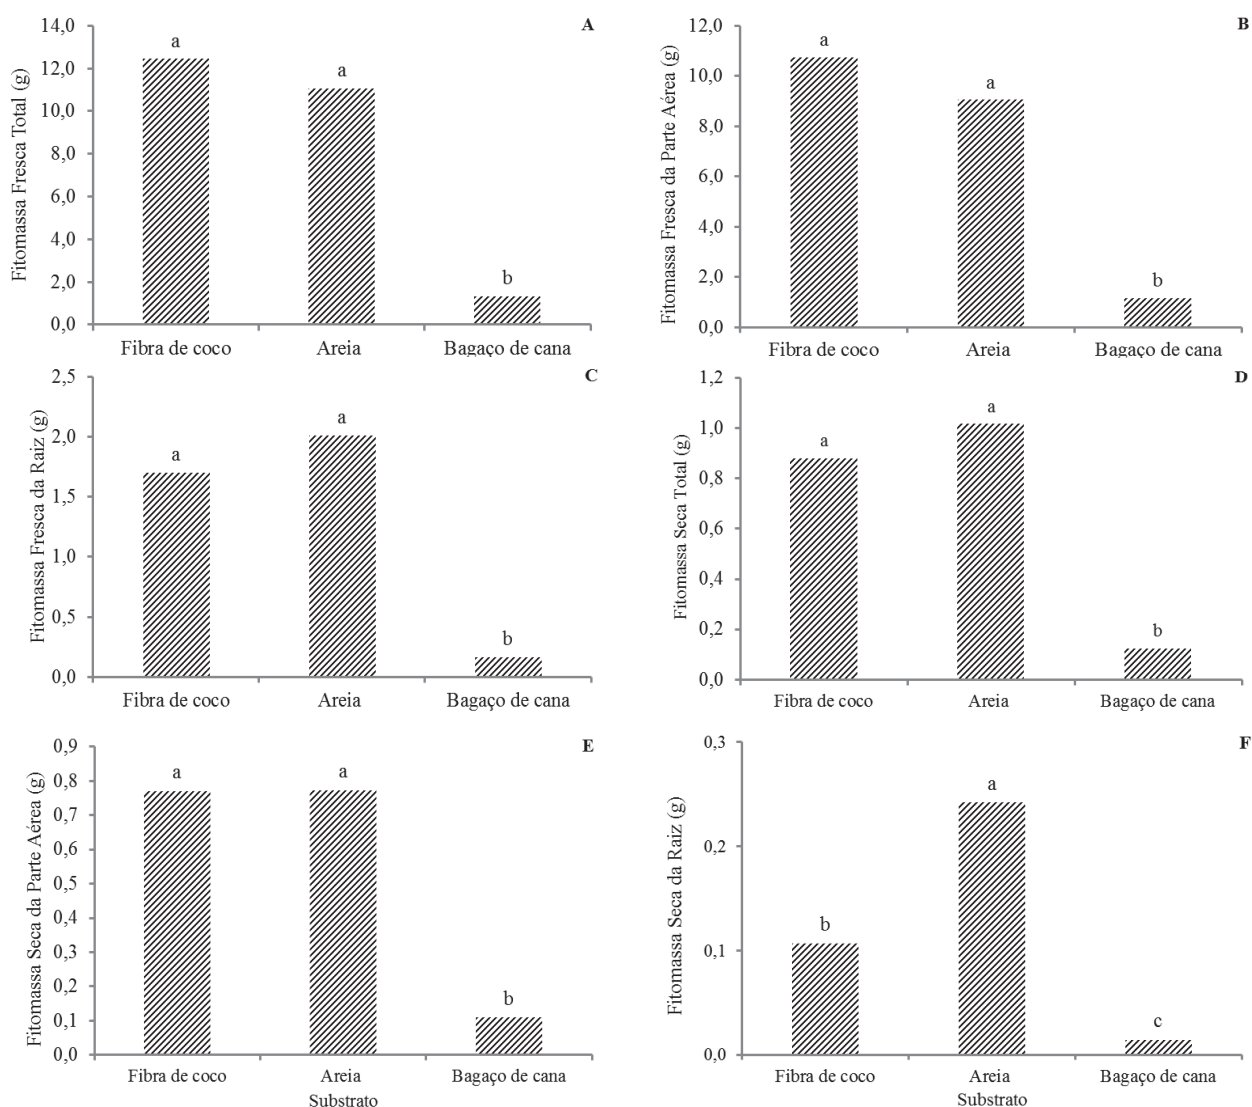 A
Fitomassa Fresca Total (g)
14,0
12,0
10,0
8,0
6,0
4,0
2,0
0,0
a
a
b
Fibra de coco Areia Bagaço de cana
B
Fitomassa Fresca da Parte Aérea (g)
12,0
10,0
8,0
6,0
4,0
2,0
0,0
a
a
b
Fibra de coco Areia Bagaço de cana
C
Fitomassa Fresca da Raiz (g)
2,5
2,0
1,5
1,0
0,5
0,0
a
a
b
Fibra de coco Areia Bagaço de cana
D
Fitomassa Seca Total (g)
1,2
1,0
0,8
0,6
0,4
0,2
0,0
a
a
b
Fibra de coco Areia Bagaço de cana
E
Fitomassa Seca da Parte Aérea (g)
0,9
0,8
0,7
0,6
0,5
0,4
0,3
0,2
0,1
0,0
a
a
b
Fibra de coco Areia Bagaço de cana
Substrato
F
Fitomassa Seca da Raiz (g)
0,3
0,2
0,1
0,0
b
a
c
Fibra de coco Areia Bagaço de cana
Substrato